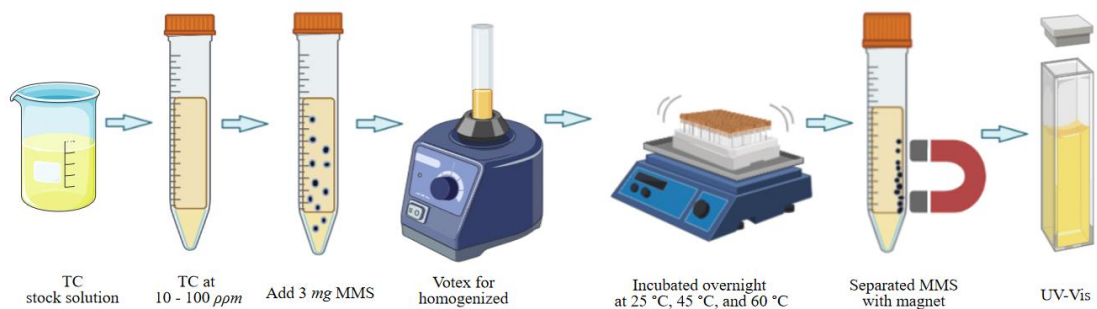 TC
stock solution
TC at
10 - 100 ρρm
Add 3 mg MMS
Votex for
homogenized
Incubated overnight
at 25 °C, 45 °C, and 60 °C
Separated MMS
with magnet
UV-Vis